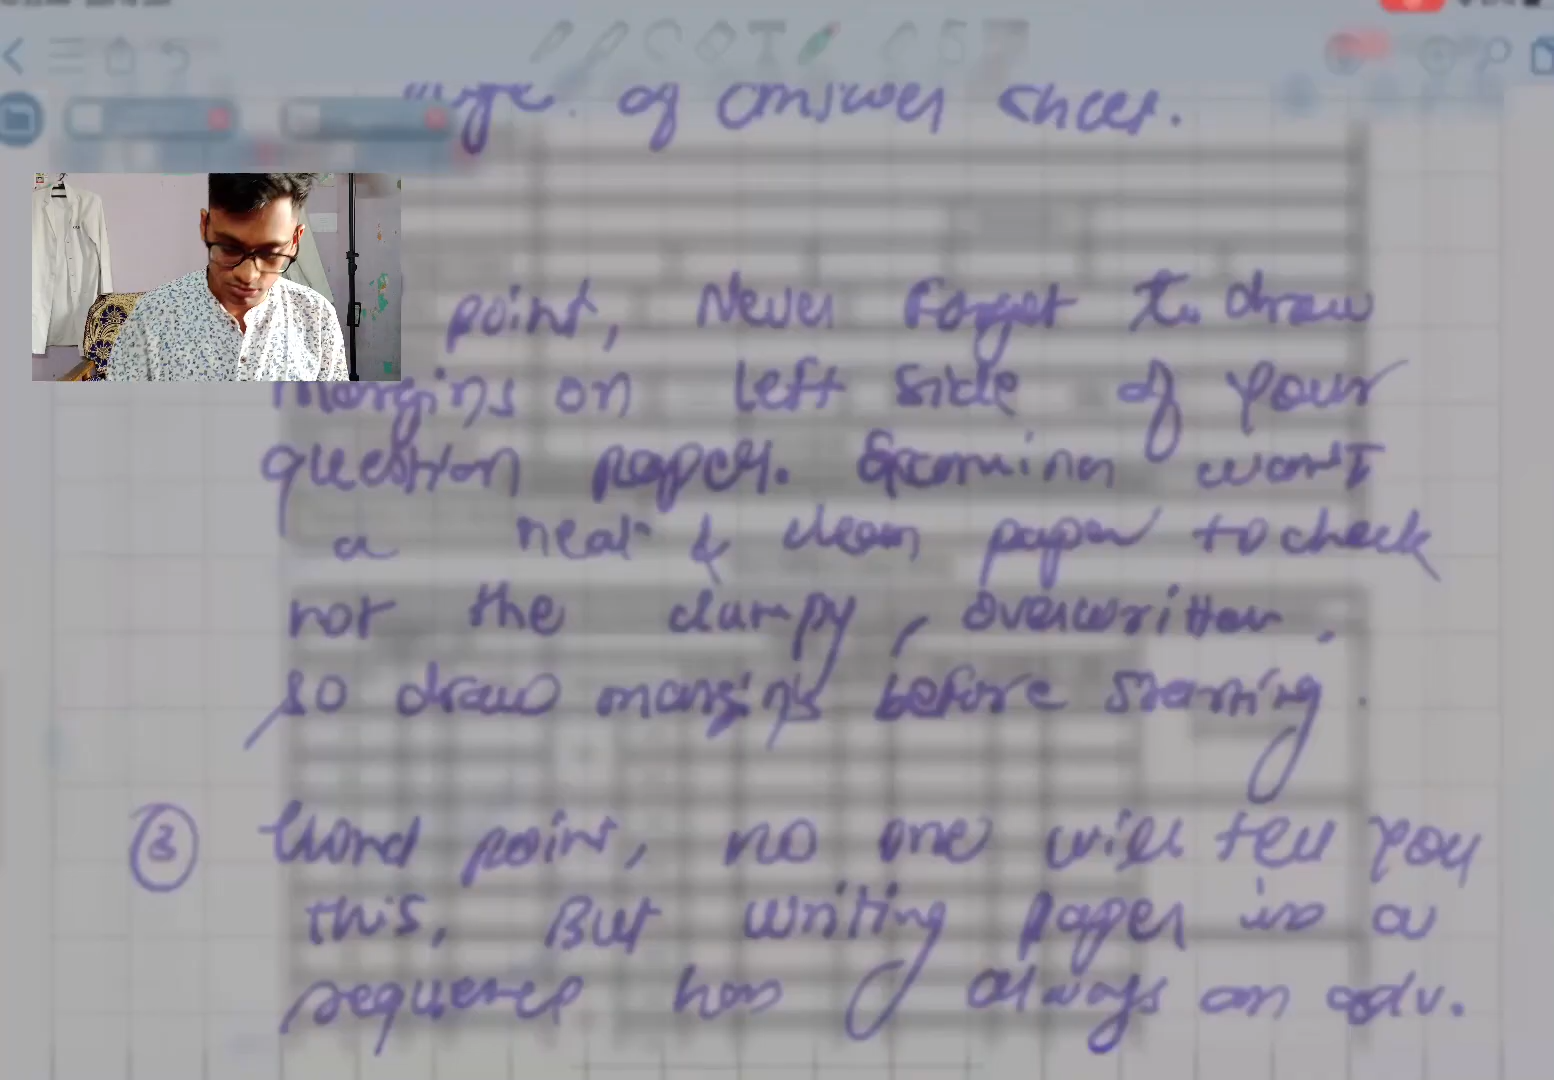 of answer sheet.
point, Never Forget to draw
margins on left side of your
question paper. Examiner want
a neat & clean paper to check
not the clumpy, overwritten.
so draw margins before starting.
③ third point, no one will tell you
this, But writing paper in a
sequence has always an adv.